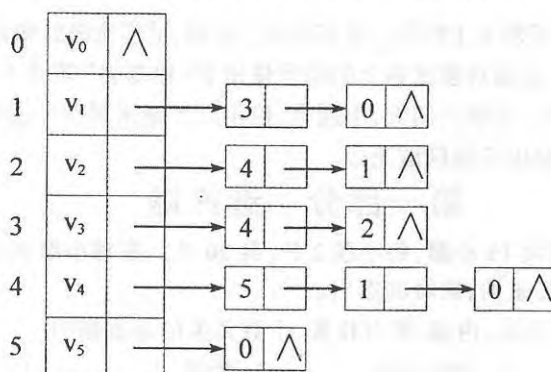 0 v₀ ∧
1 v₁ 3 0 ∧
2 v₂ 4 1 ∧
3 v₃ 4 2 ∧
4 v₄ 5 1 0 ∧
5 v₅ 0 ∧